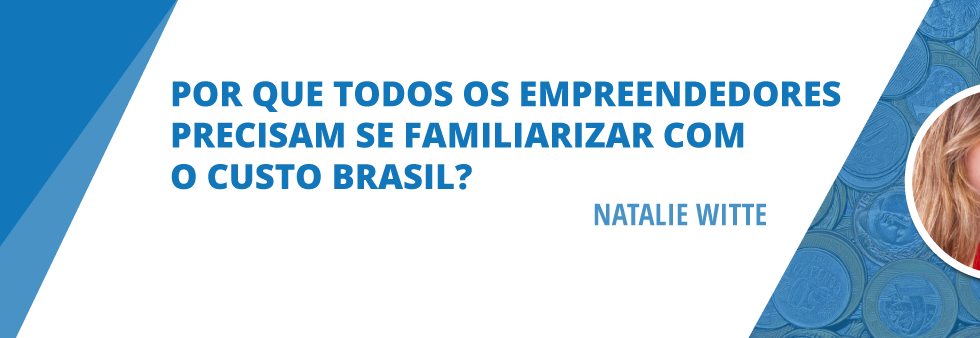 POR QUE TODOS OS EMPREENDEDORES
PRECISAM SE FAMILIARIZAR COM
O CUSTO BRASIL?
NATALIE WITTE